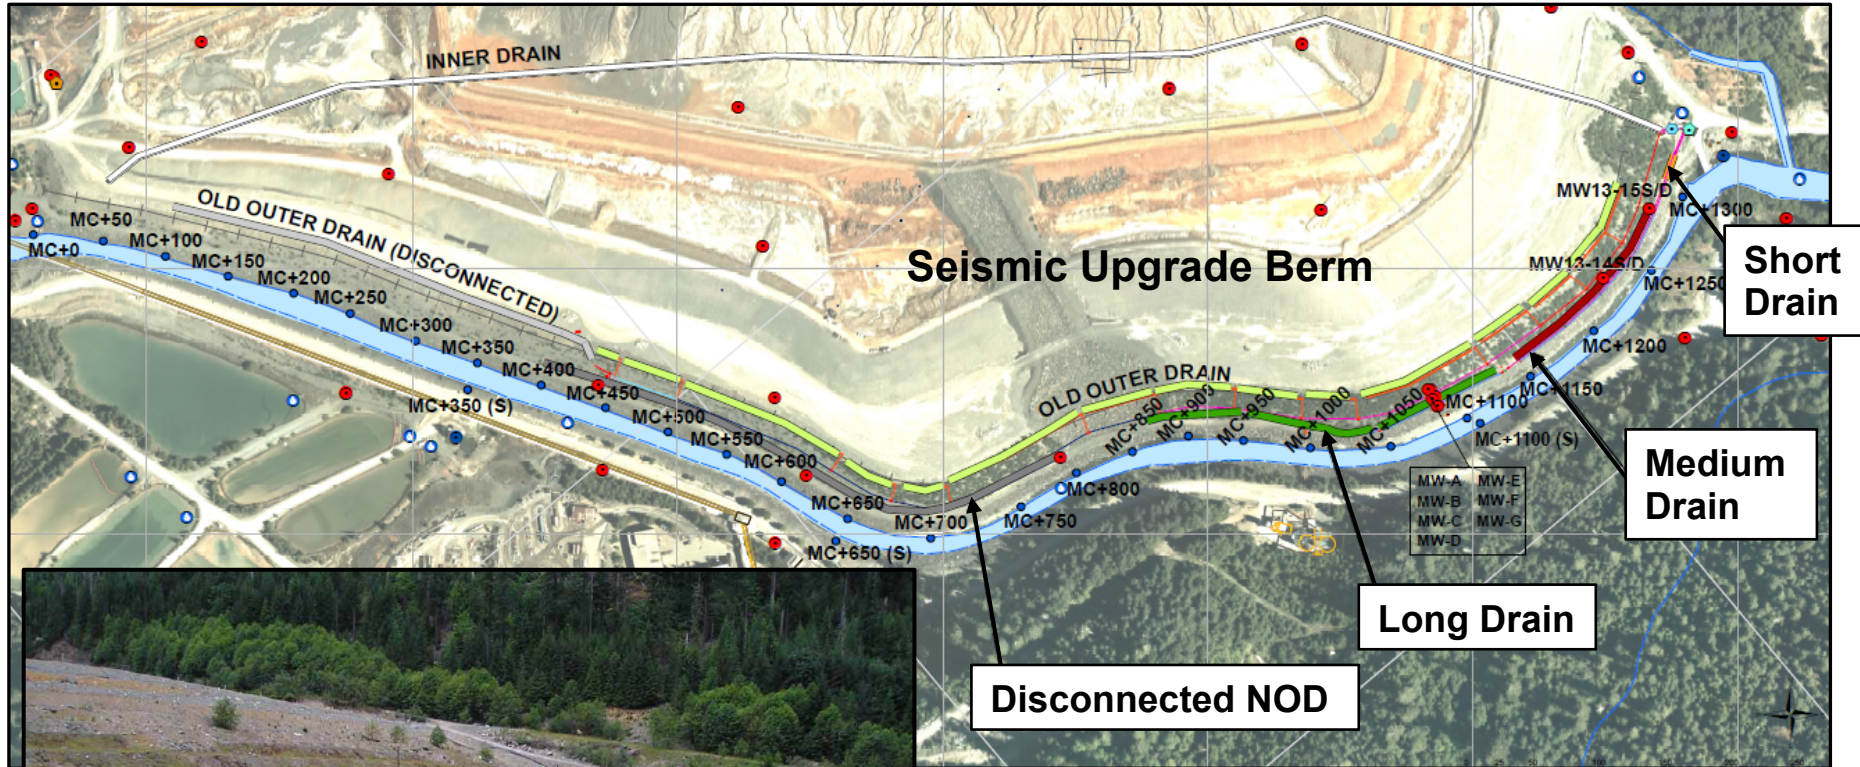 INNER DRAIN
OLD OUTER DRAIN (DISCONNECTED)
Seismic Upgrade Berm
OLD OUTER DRAIN
MW13-15S/D
MW13-14S/D
MC+0
MC+50
MC+100
MC+150
MC+200
MC+250
MC+300
MC+350
MC+350 (S)
MC+400
MC+450
MC+500
MC+550
MC+600
MC+650
MC+650 (S)
MC+700
MC+750
MC+800
MC+850
MC+900
MC+950
MC+1000
MC+1050
MC+1100
MC+1100 (S)
MC+1150
MC+1200
MC+1250
MC+1300
Short
Drain
Medium
Drain
MW-A MW-E
MW-B MW-F
MW-C MW-G
MW-D
Long Drain
Disconnected NOD